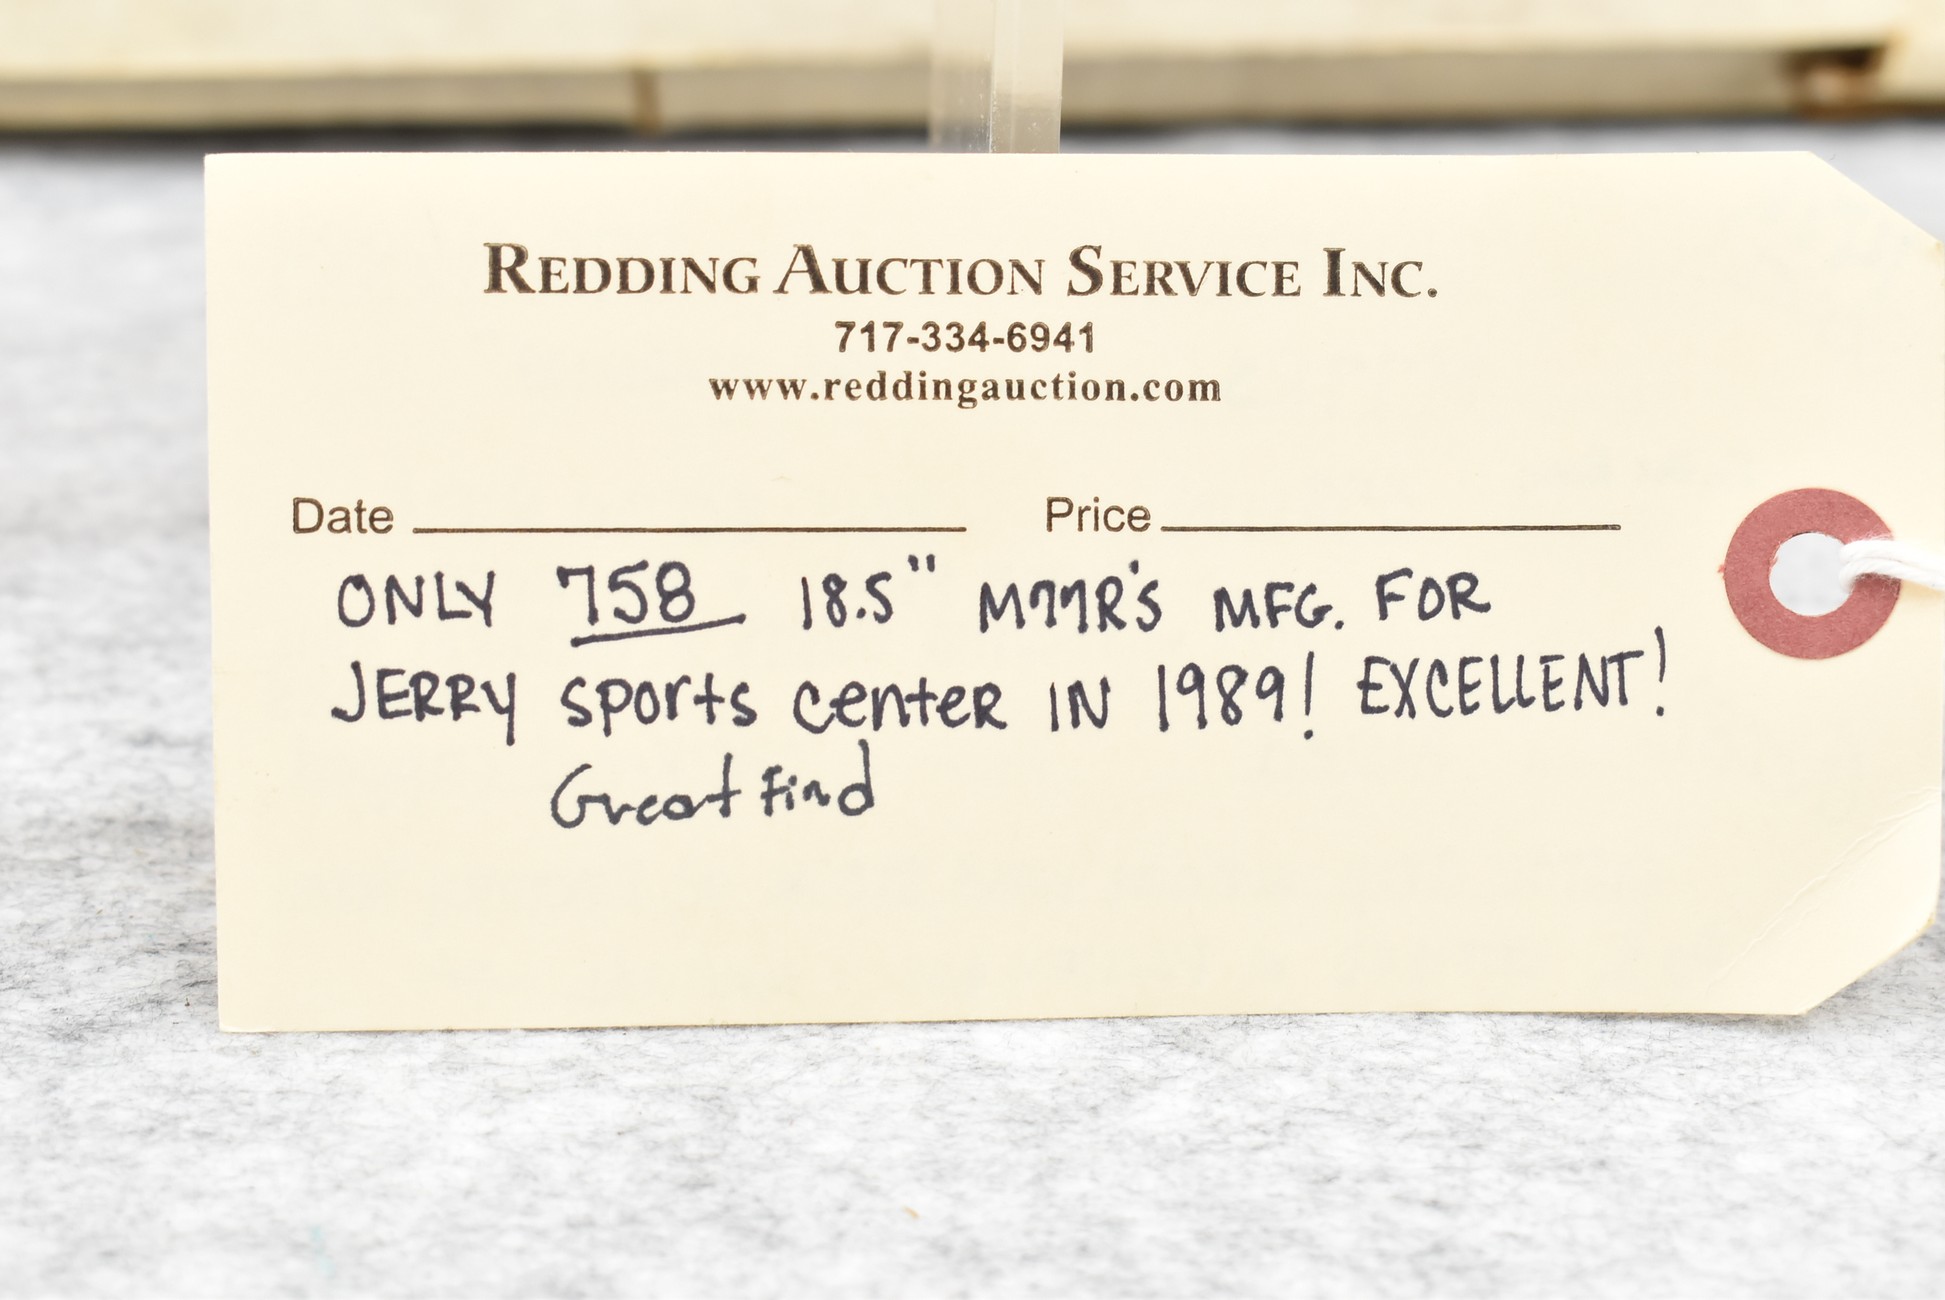 REDDING AUCTION SERVICE INC.
717-334-6941
www.reddingauction.com
Date Price
ONLY 758 18.5" M77R'S MFG. FOR
JERRY SPORTS CENTER IN 1989! EXCELLENT!
Great Find